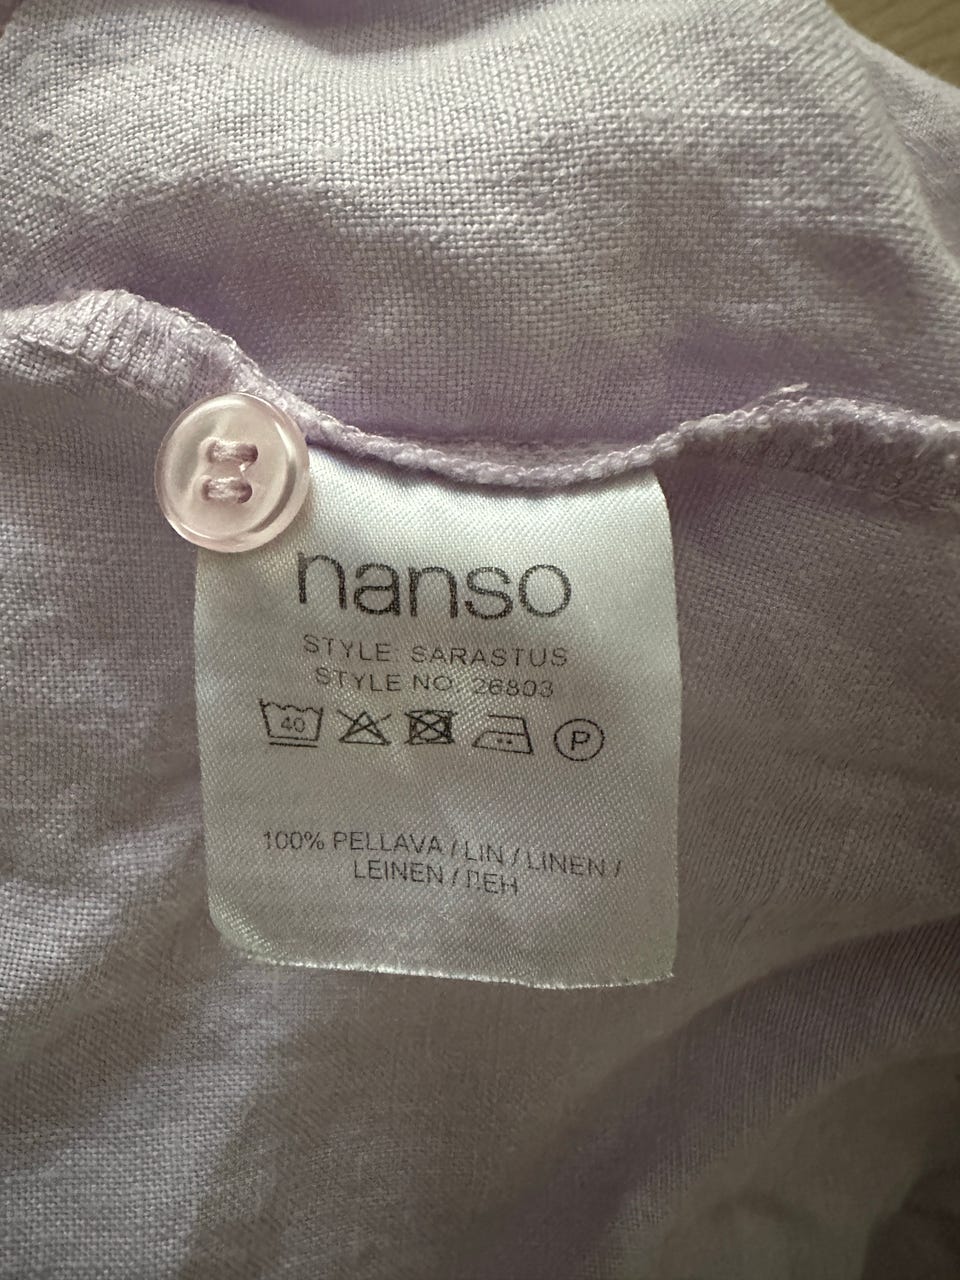 nanso
STYLE: SARASTUS
STYLE NO. 26803
40 P
100% PELLAVA / LIN / LINEN /
LEINEN / ЛЕН